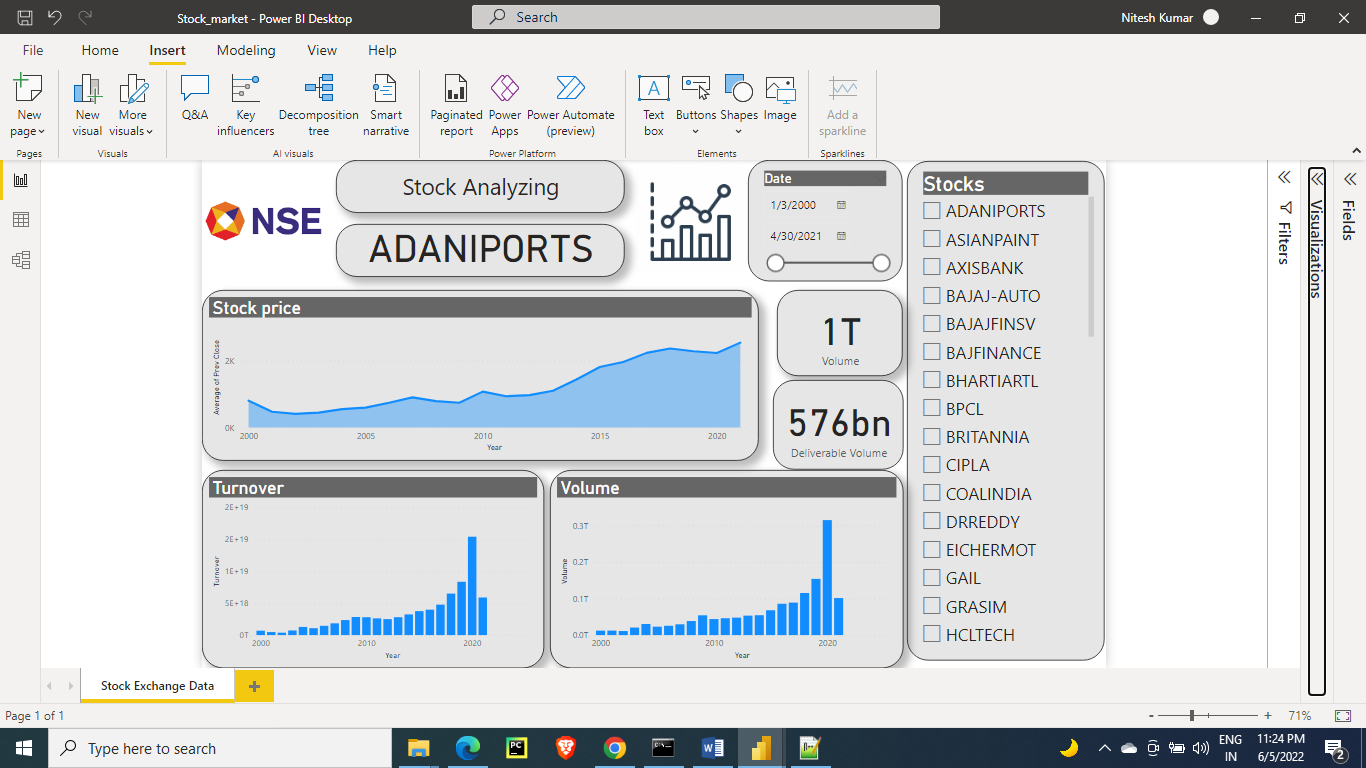 Stock_market - Power BI Desktop
Search
Nitesh Kumar
File Home Insert Modeling View Help
New page
New visual
More visuals
Q&A
Key influencers
Decomposition tree
Smart narrative
Paginated report
Power Apps
Power Automate (preview)
Text box
Buttons
Shapes
Image
Add a sparkline
Pages
Visuals
AI visuals
Power Platform
Elements
Sparklines
NSE
Stock Analyzing
ADANIPORTS
Date
1/3/2000
4/30/2021
Stocks
ADANIPORTS
ASIANPAINT
AXISBANK
BAJAJ-AUTO
BAJAJFINSV
BAJFINANCE
BHARTIARTL
BPCL
BRITANNIA
CIPLA
COALINDIA
DRREDDY
EICHERMOT
GAIL
GRASIM
HCLTECH
Filters
Visualizations
Fields
Stock price
Average of Prev Close
2K
0K
2000 2005 2010 2015 2020
Year
1T
Volume
576bn
Deliverable Volume
Turnover
Turnover
2E+19
2E+19
1E+19
5E+18
0T
2000 2010 2020
Year
Volume
Volume
0.3T
0.2T
0.1T
0.0T
2000 2010 2020
Year
Stock Exchange Data
+
Page 1 of 1
- + 71%
Type here to search
PC
W
ENG
IN
11:24 PM
6/5/2022
2